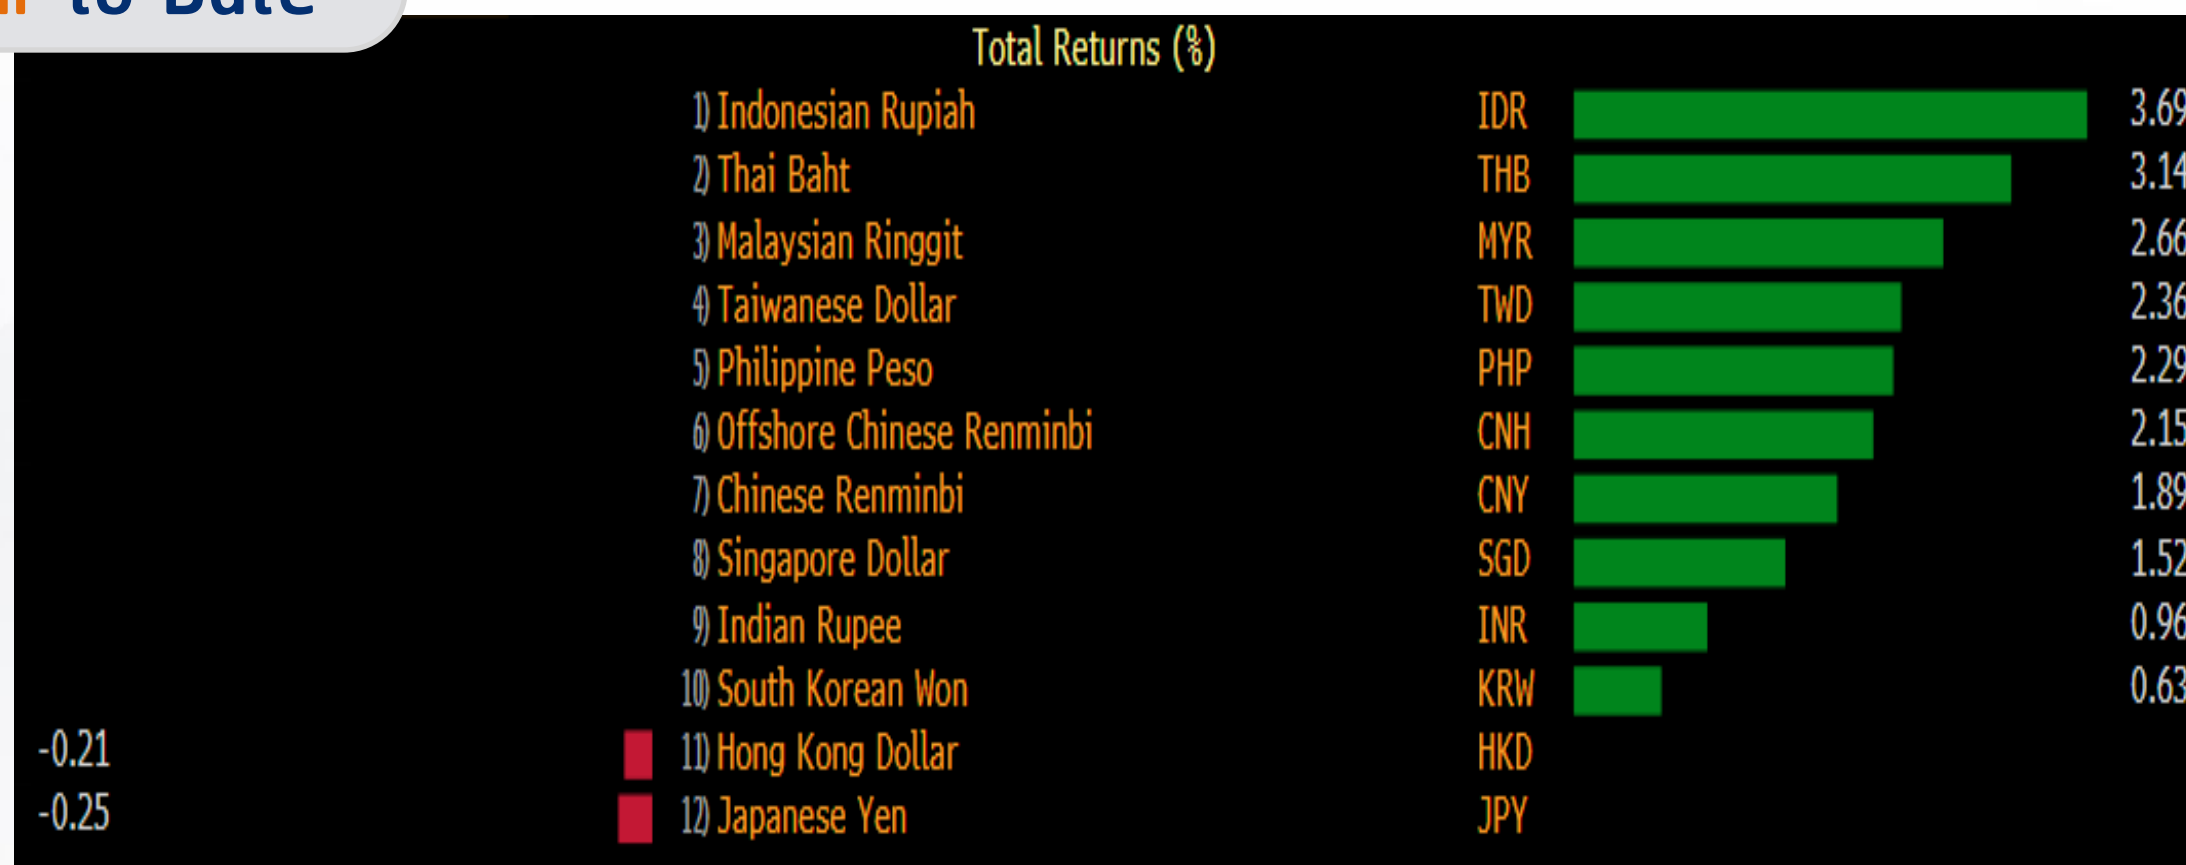 to Date
Total Returns (%)
1) Indonesian Rupiah IDR 3.69
2) Thai Baht THB 3.14
3) Malaysian Ringgit MYR 2.66
4) Taiwanese Dollar TWD 2.36
5) Philippine Peso PHP 2.29
6) Offshore Chinese Renminbi CNH 2.15
7) Chinese Renminbi CNY 1.89
8) Singapore Dollar SGD 1.52
9) Indian Rupee INR 0.96
10) South Korean Won KRW 0.63
-0.21 11) Hong Kong Dollar HKD
-0.25 12) Japanese Yen JPY